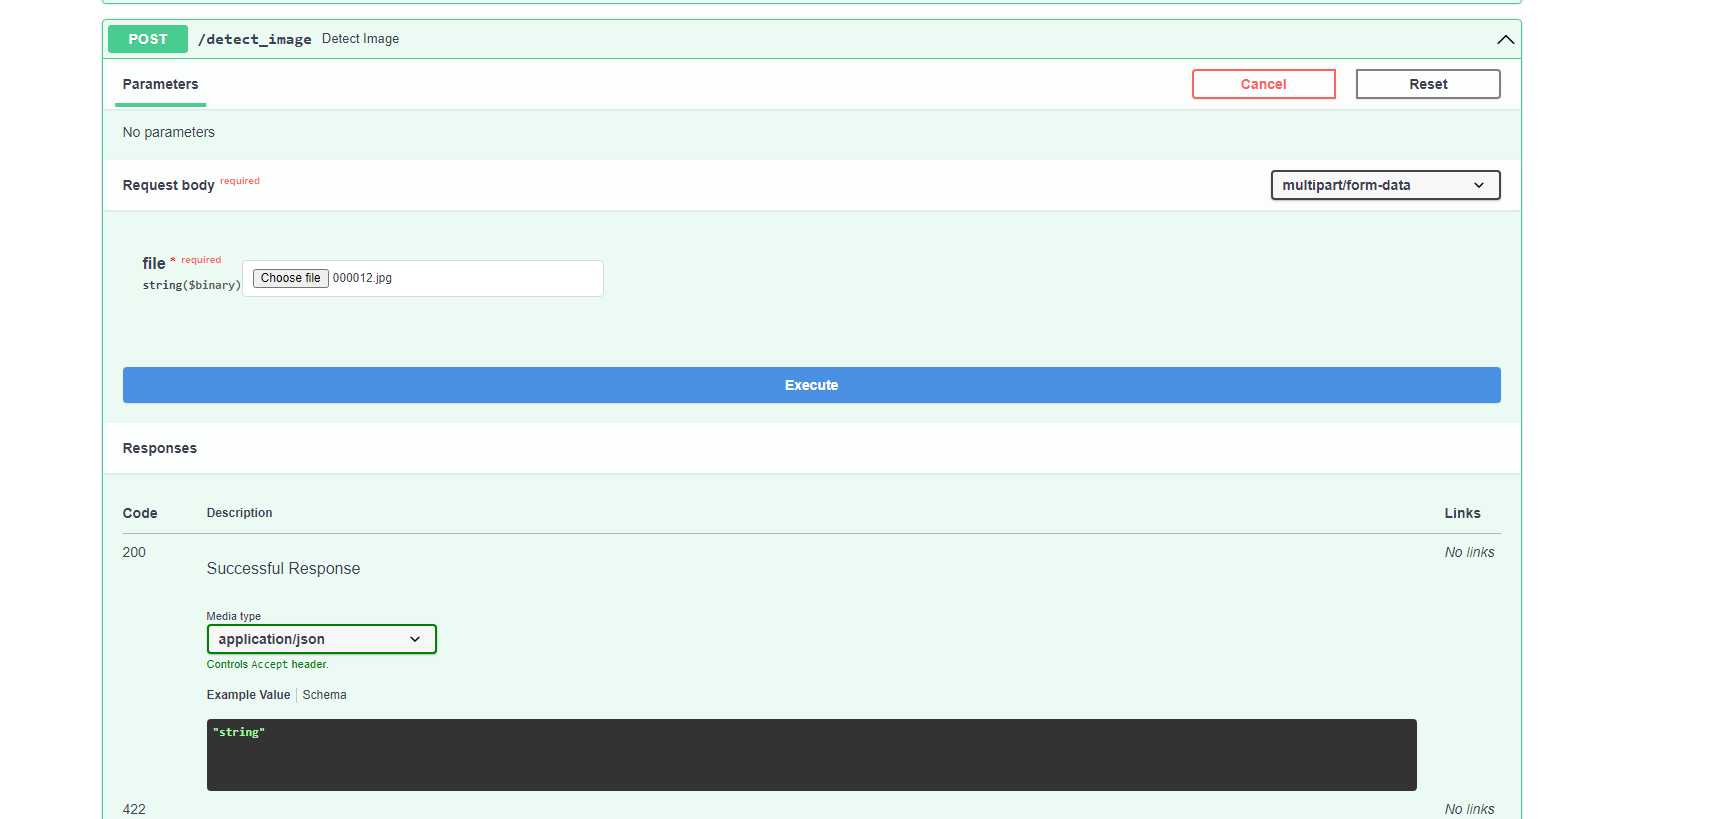 POST /detect_image Detect Image
Parameters Cancel Reset
No parameters
Request body required multipart/form-data
file * required
string($binary) Choose file 000012.jpg
Execute
Responses
Code Description Links
200 No links
Successful Response
Media type
application/json
Controls Accept header.
Example Value Schema
"string"
422 No links